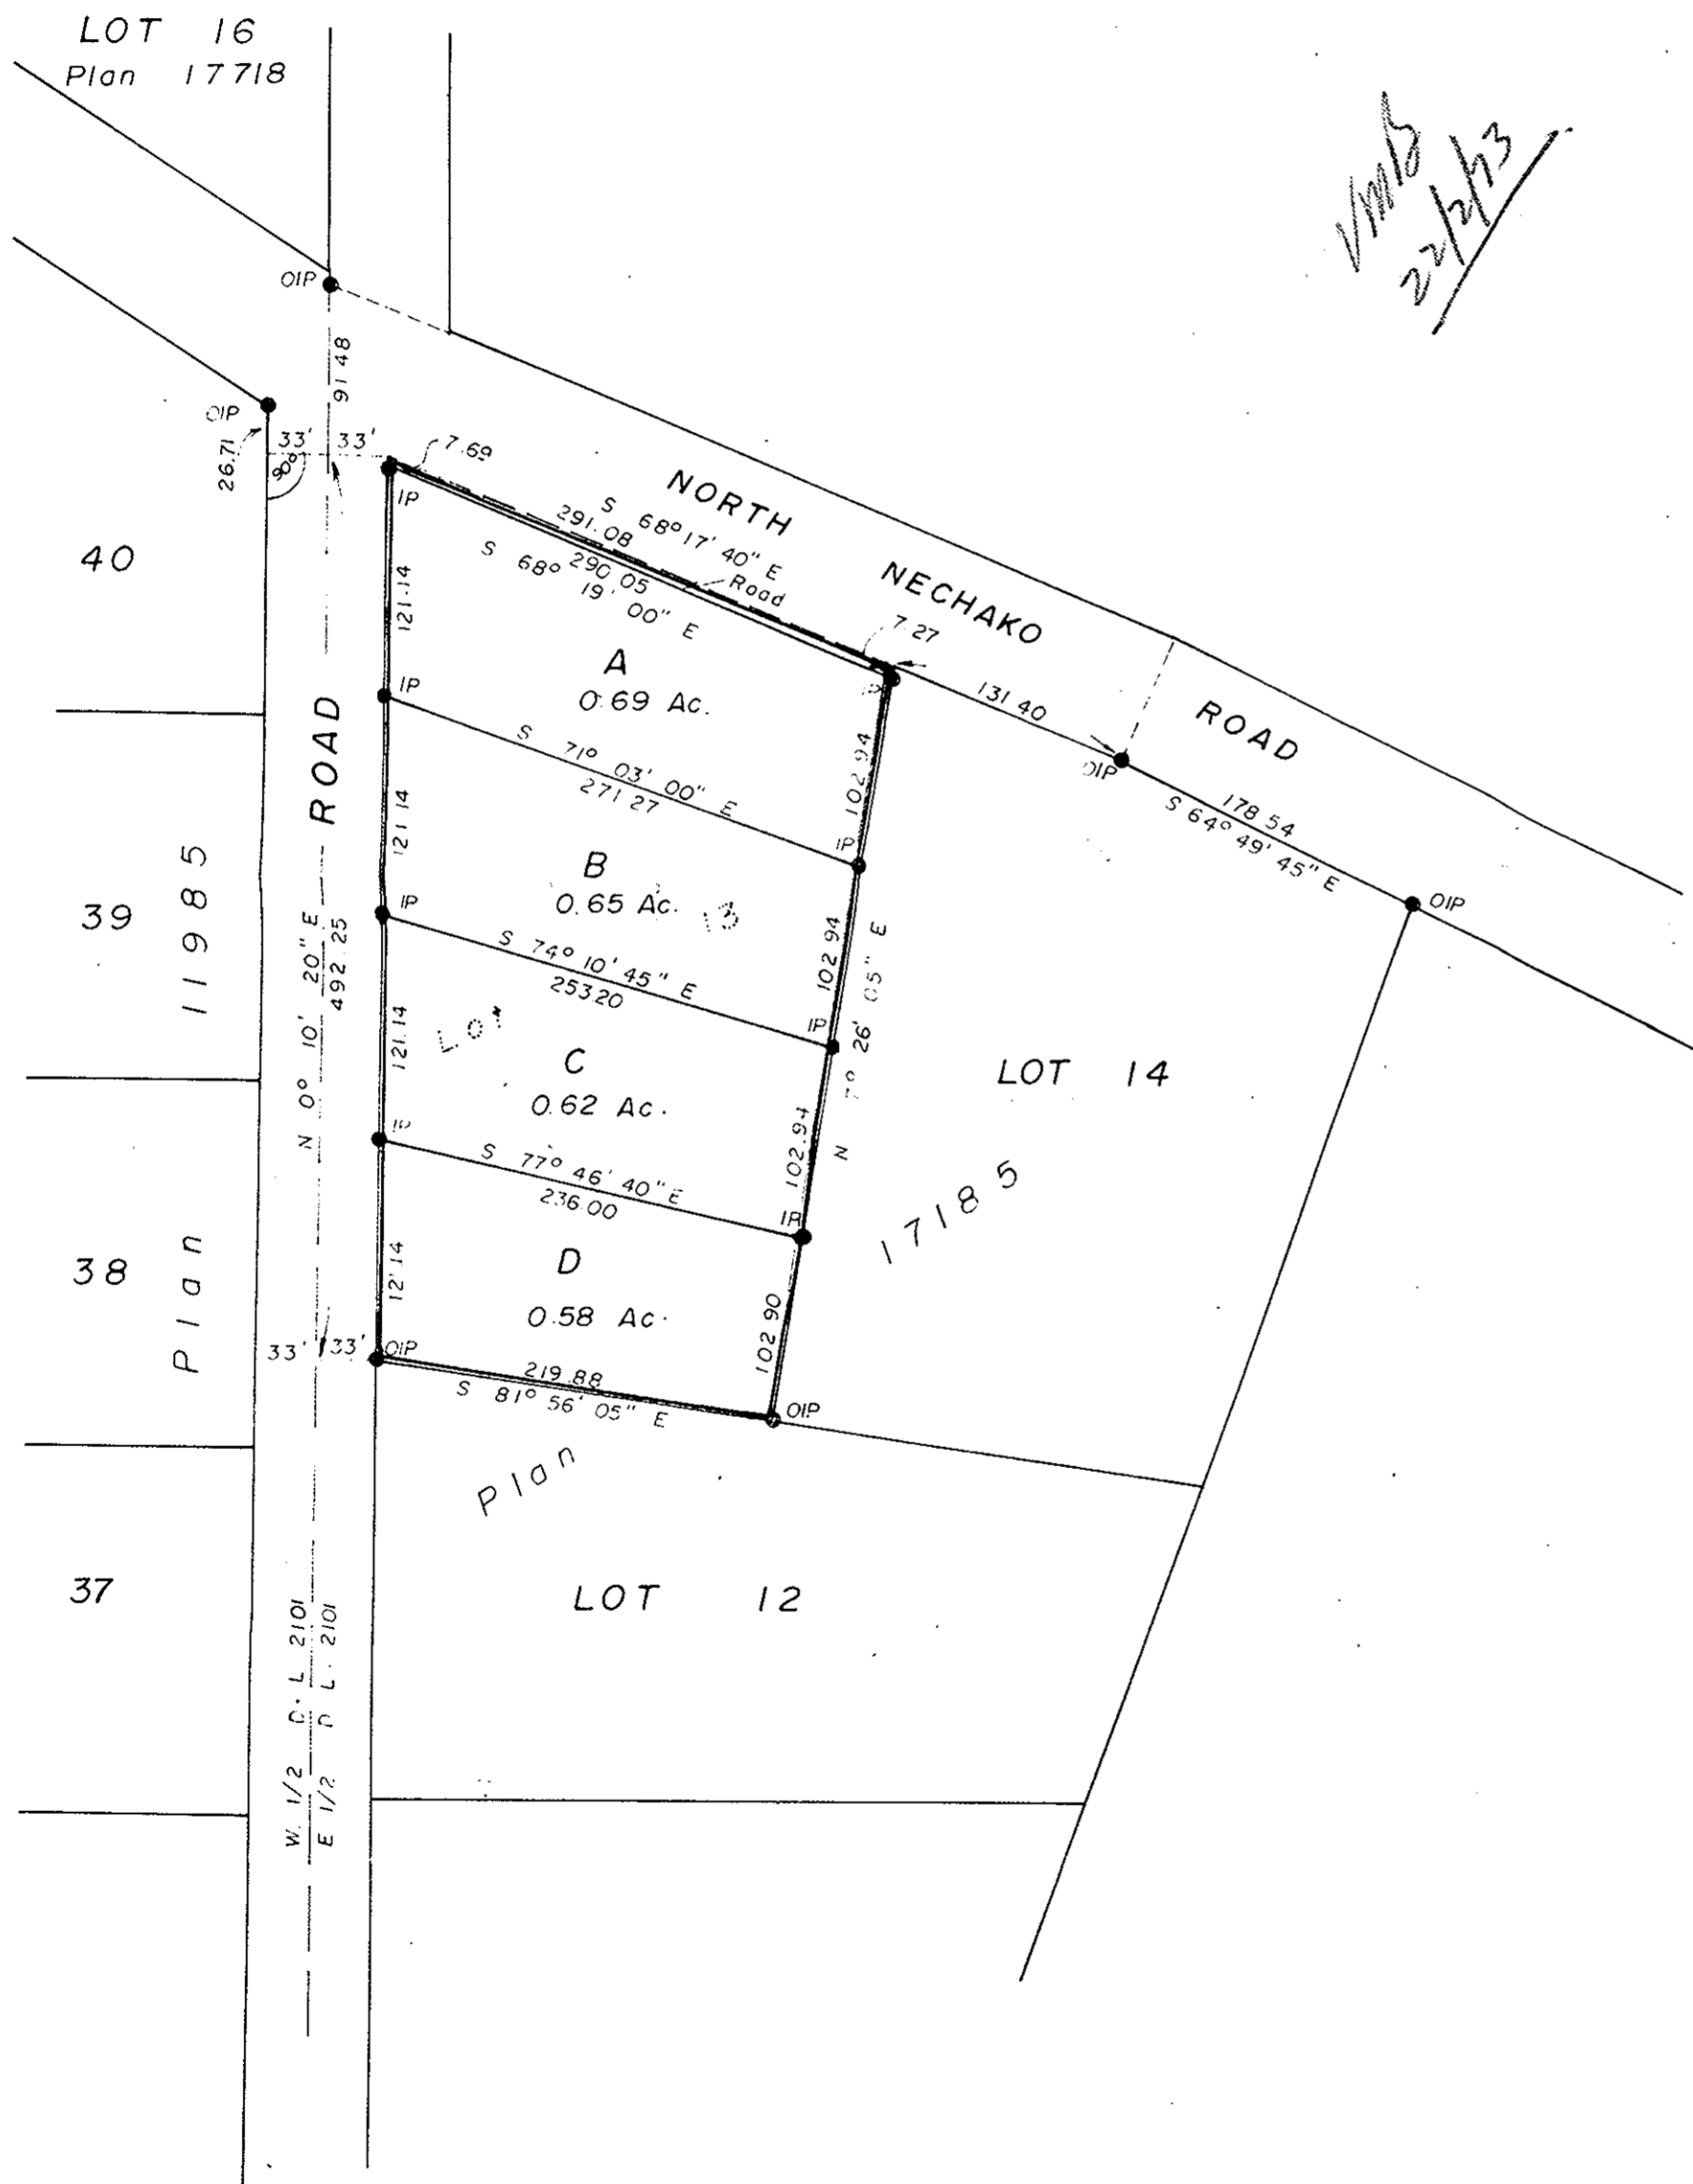 LOT 16
Plan 17718
22/2/73
OIP
91.48
OIP
26.71
33'
33'
90°
7.69
IP
NORTH NECHAKO ROAD
S 68° 17' 40" E
291.08
290.05
S 68° 19' 00" E
Road
7.27
131.40
OIP
178.54
S 64° 49' 45" E
OIP
40
121.14
A
0.69 Ac.
IP
IP
S 71° 03' 00" E
271.27
102.94
IP
ROAD
39
Plan 11985
121.14
B
0.65 Ac.
13
IP
S 74° 10' 45" E
253.20
102.94
IP
N 0° 10' 20" E
492.25
N 7° 26' 05" E
Lot
121.14
C
0.62 Ac.
LOT 14
IP
S 77° 46' 40" E
236.00
102.94
IP
17185
38
12'.14
D
0.58 Ac.
102.90
33'
33'
OIP
219.88
S 81° 56' 05" E
OIP
Plan
37
LOT 12
W. 1/2 D.L. 2101
E 1/2 D L. 2101